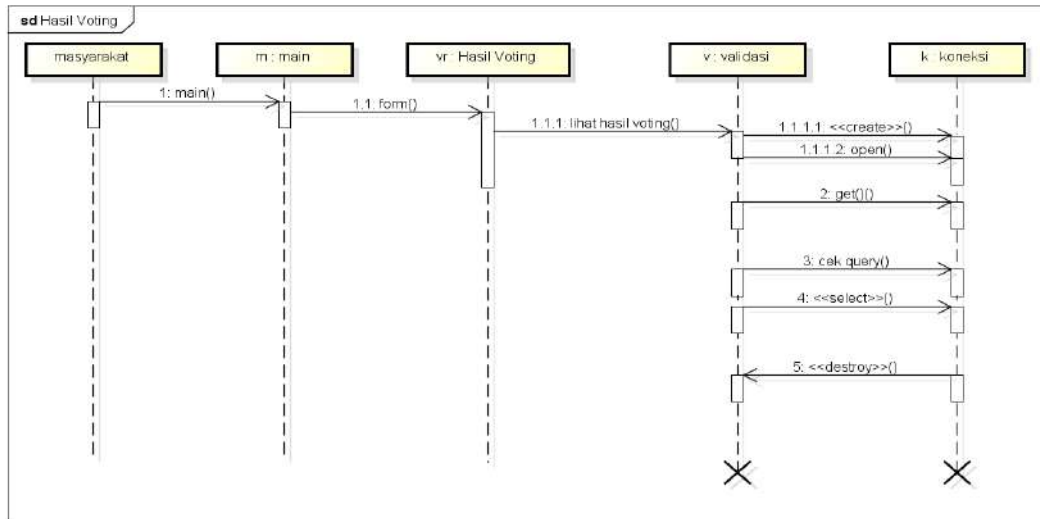 sd Hasil Voting
masyarakat
m : main
vr : Hasil Voting
v : validasi
k : koneksi
1: main()
1.1: form()
1.1.1: lihat hasil voting()
1.1.1.1: <<create>>()
1.1.1.2: open()
2: get()()
3: cek query()
4: <<select>>()
5: <<destroy>>()